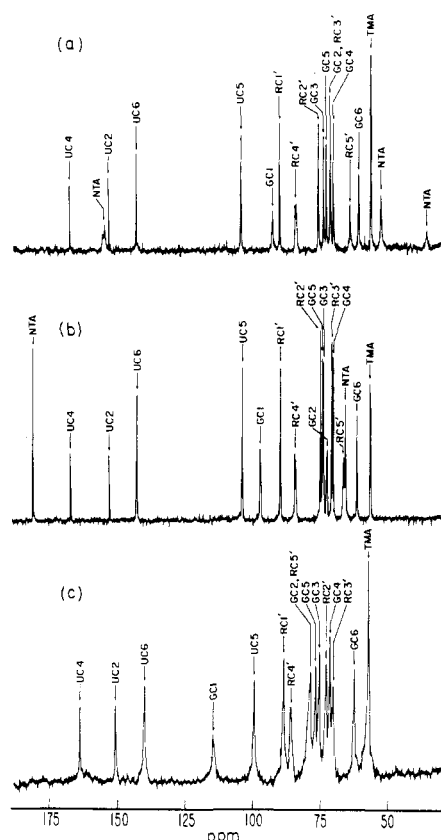 (a)
UC4
NTA
UC2
UC6
UC5
GC1
RC1'
RC4'
RC2'
GC3
GC5
GC2, RC3'
GC4
RC5'
GC6
TMA
NTA
NTA
(b)
NTA
UC4
UC2
UC6
UC5
GC1
RC1'
RC4'
RC2'
GC5
GC3
GC2
RC3'
GC4
RC5'
NTA
GC6
TMA
(c)
UC4
UC2
UC6
GC1
UC5
RC1'
RC4'
GC2, RC5'
GC5
GC3
RC2'
GC4
RC3'
GC6
TMA
175 150 125 100 75 50
ppm